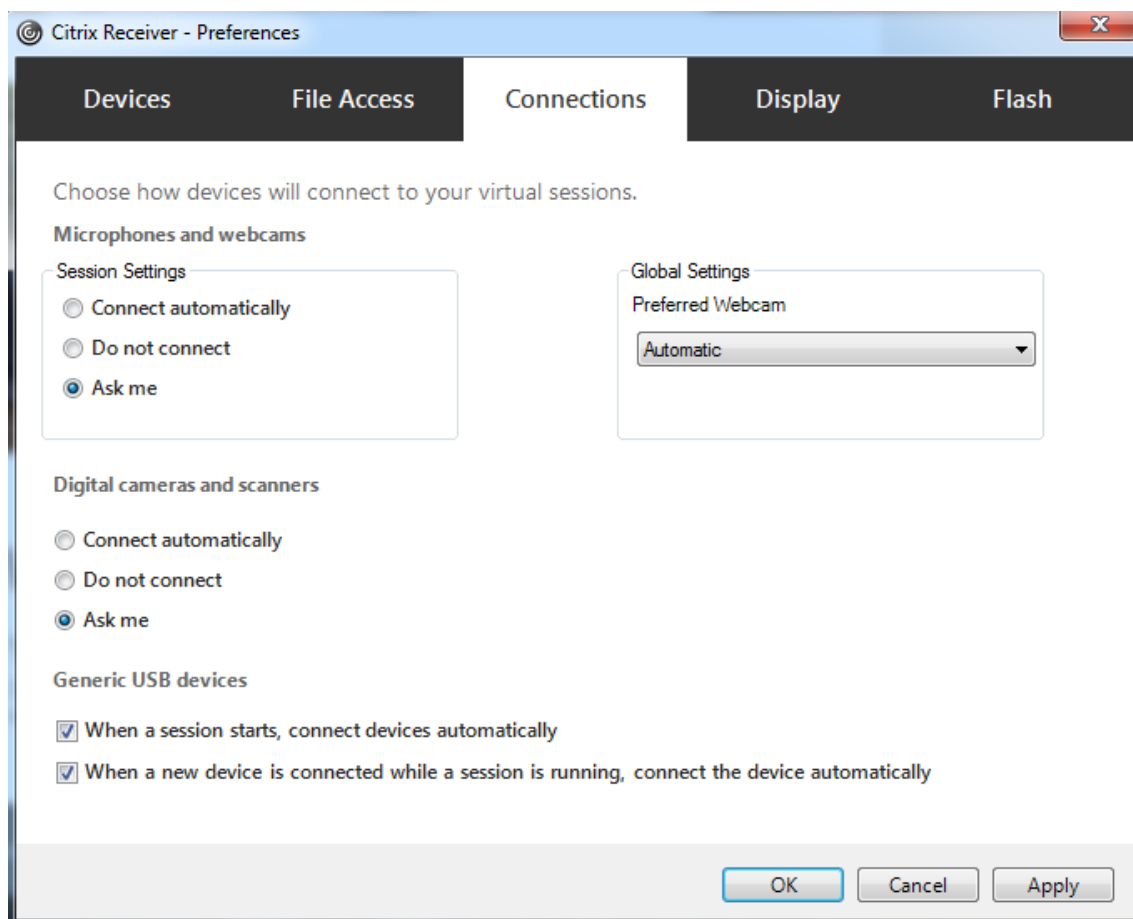 Citrix Receiver - Preferences
Devices File Access Connections Display Flash
Choose how devices will connect to your virtual sessions.
Microphones and webcams
Session Settings
Connect automatically
Do not connect
Ask me
Global Settings
Preferred Webcam
Automatic
Digital cameras and scanners
Connect automatically
Do not connect
Ask me
Generic USB devices
When a session starts, connect devices automatically
When a new device is connected while a session is running, connect the device automatically
OK Cancel Apply